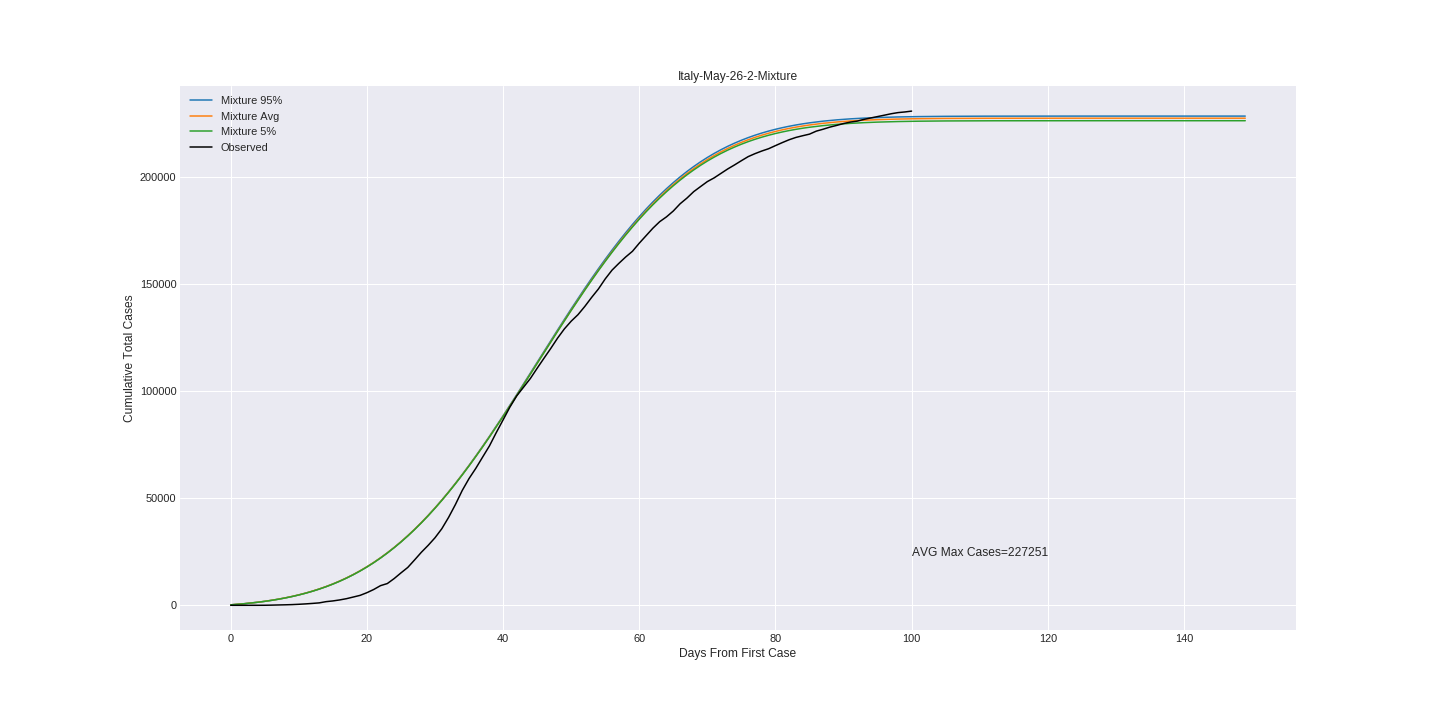 Italy-May-26-2-Mixture
Mixture 95%
Mixture Avg
Mixture 5%
Observed
200000
150000
100000
50000
0
Cumulative Total Cases
AVG Max Cases=227251
0 20 40 60 80 100 120 140
Days From First Case